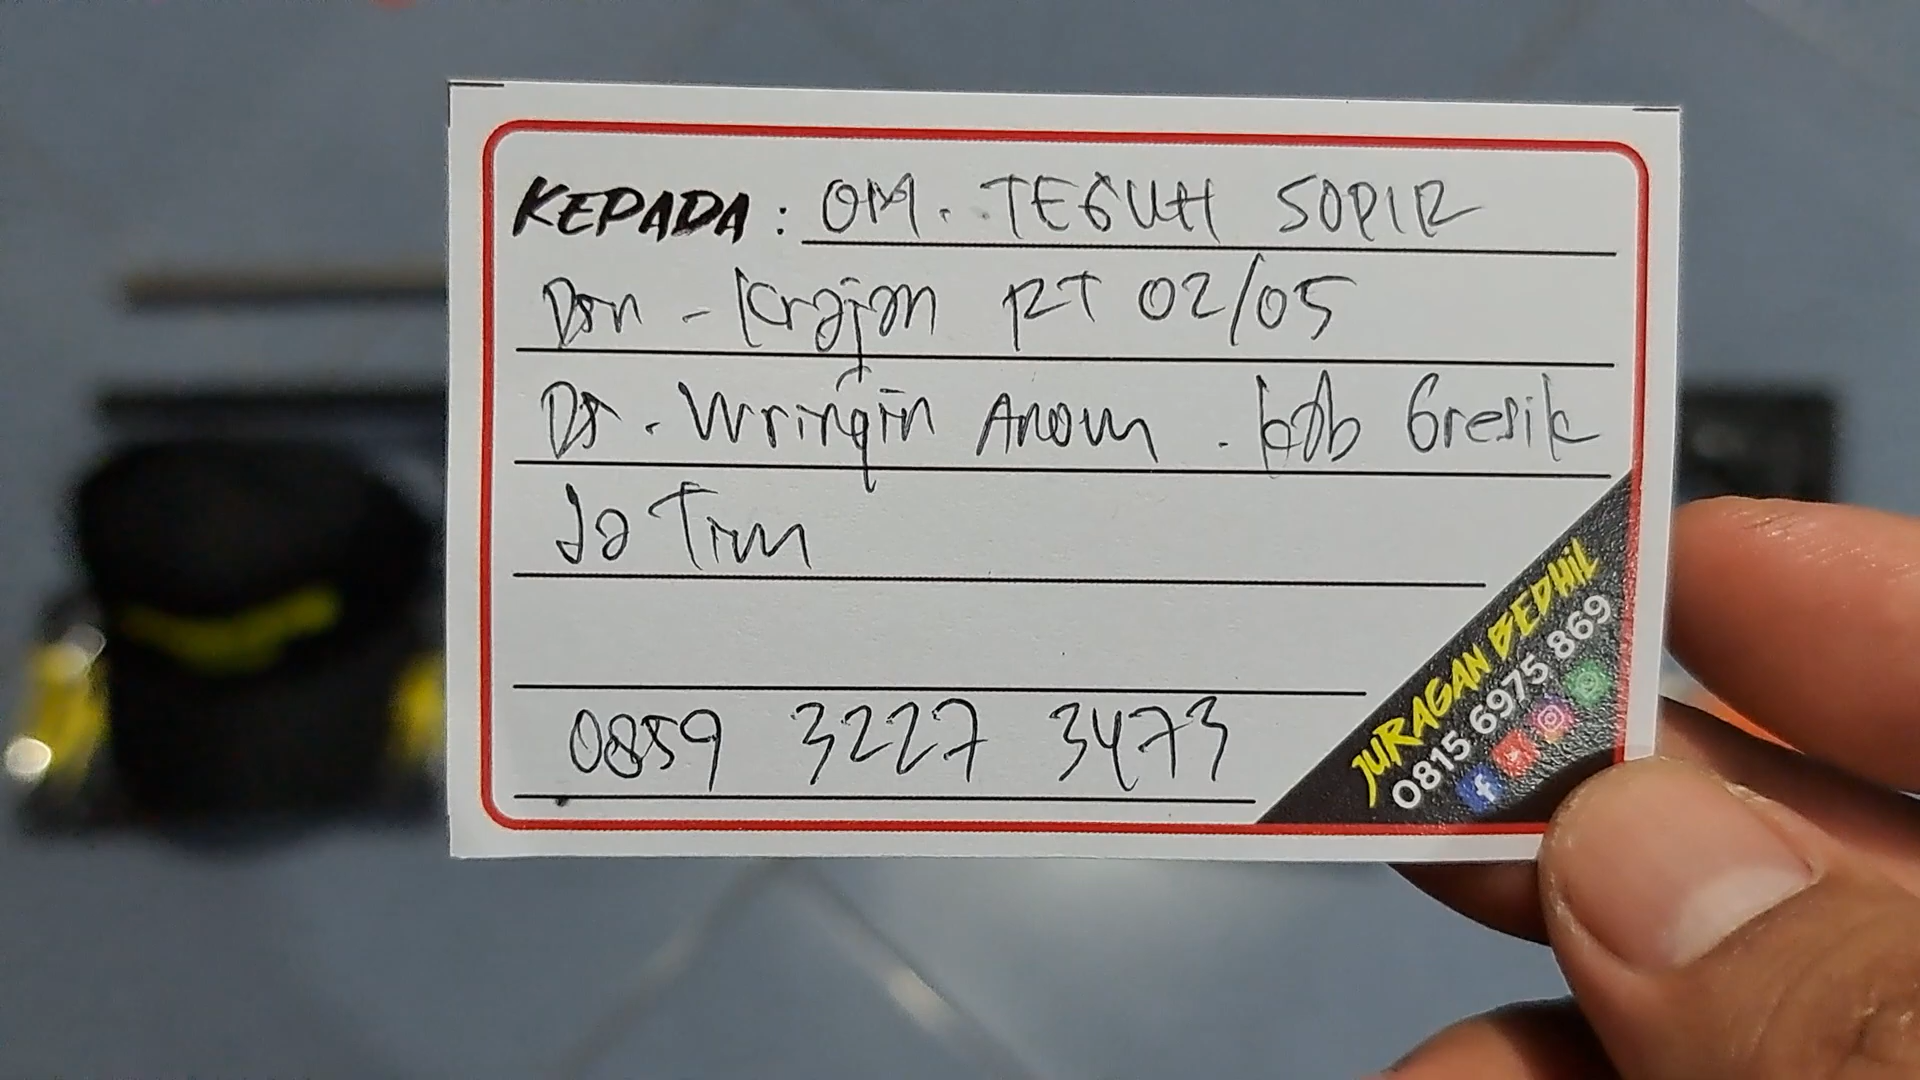 KEPADA : OM. TEGUH SOPIR
Dsn - Krajan RT 02/05
Ds. Wringin Anom . kab Gresik
Ja Tim
0859 3227 3473
JURAGAN BEDHIL
0815 6975 869